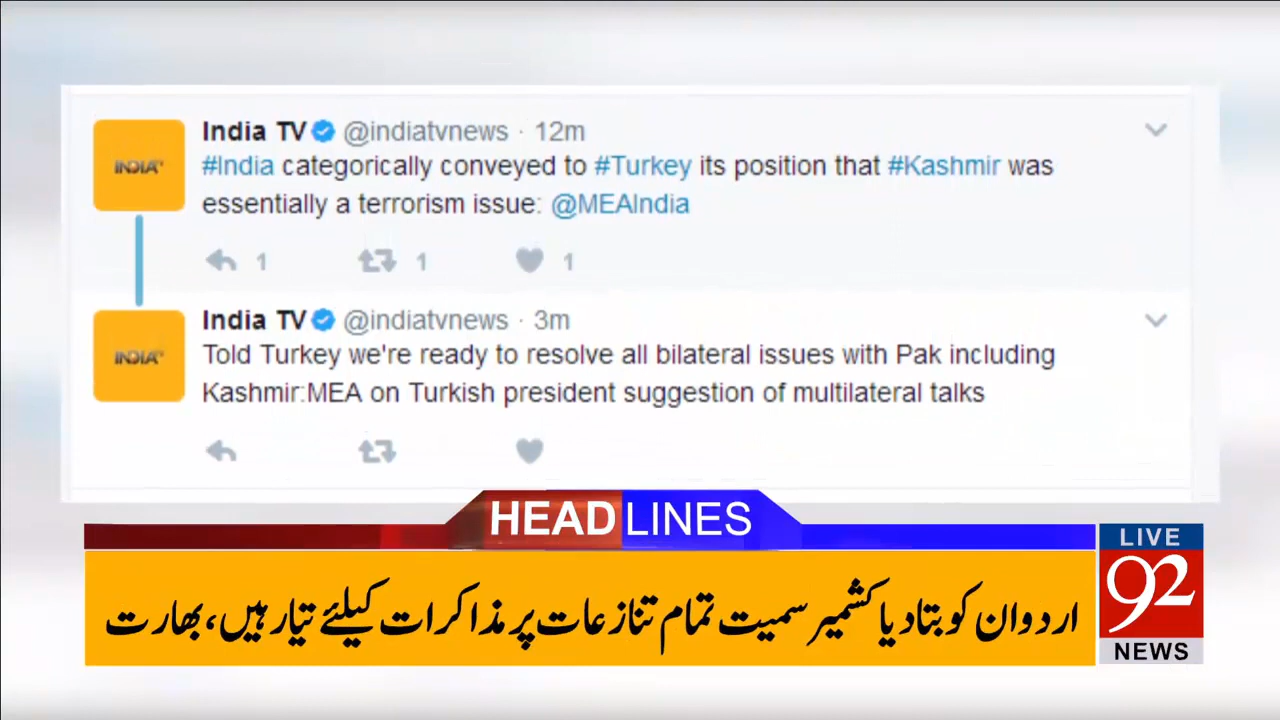 India TV @indiatvnews · 12m
#India categorically conveyed to #Turkey its position that #Kashmir was
essentially a terrorism issue: @MEAIndia
1 1 1
India TV @indiatvnews · 3m
Told Turkey we're ready to resolve all bilateral issues with Pak including
Kashmir:MEA on Turkish president suggestion of multilateral talks
INDIA
INDIA
HEADLINES
اردوان کو بتادیا کشمیر سمیت تمام تنازعات پر مذاکرات کیلئے تیار ہیں، بھارت
LIVE
92
NEWS